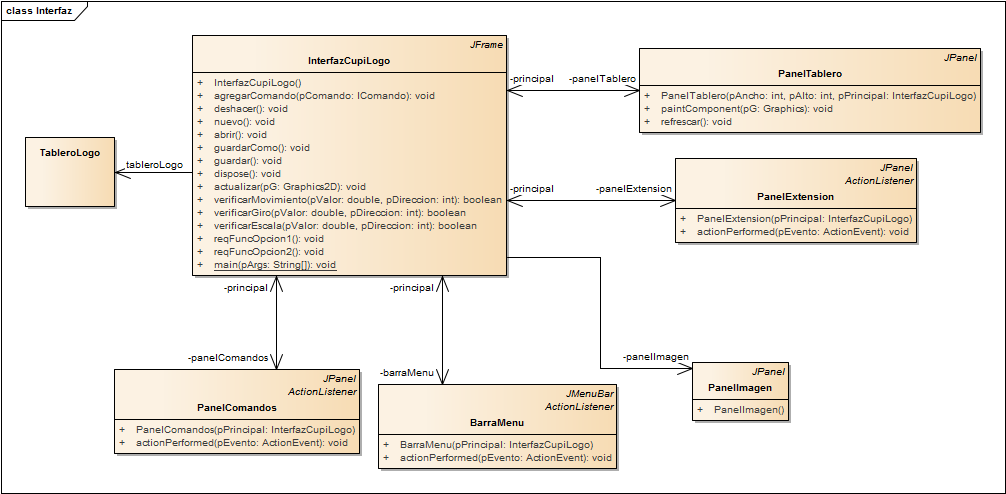 class Interfaz
JFrame
InterfazCupiLogo
+ InterfazCupiLogo()
+ agregarComando(pComando: IComando): void
+ deshacer(): void
+ nuevo(): void
+ abrir(): void
+ guardarComo(): void
+ guardar(): void
+ dispose(): void
+ actualizar(pG: Graphics2D): void
+ verificarMovimiento(pValor: double, pDireccion: int): boolean
+ verificarGiro(pValor: double, pDireccion: int): boolean
+ verificarEscala(pValor: double, pDireccion: int): boolean
+ reqFuncOpcion1(): void
+ reqFuncOpcion2(): void
+ main(pArgs: String[]): void
-principal
-panelTablero
JPanel
PanelTablero
+ PanelTablero(pAncho: int, pAlto: int, pPrincipal: InterfazCupiLogo)
+ paintComponent(pG: Graphics): void
+ refrescar(): void
TableroLogo
tableroLogo
-principal
-panelExtension
JPanel
ActionListener
PanelExtension
+ PanelExtension(pPrincipal: InterfazCupiLogo)
+ actionPerformed(pEvento: ActionEvent): void
-principal
-principal
-panelComandos
-barraMenu
-panelImagen
JPanel
ActionListener
PanelComandos
+ PanelComandos(pPrincipal: InterfazCupiLogo)
+ actionPerformed(pEvento: ActionEvent): void
JMenuBar
ActionListener
BarraMenu
+ BarraMenu(pPrincipal: InterfazCupiLogo)
+ actionPerformed(pEvento: ActionEvent): void
JPanel
PanelImagen
+ PanelImagen()